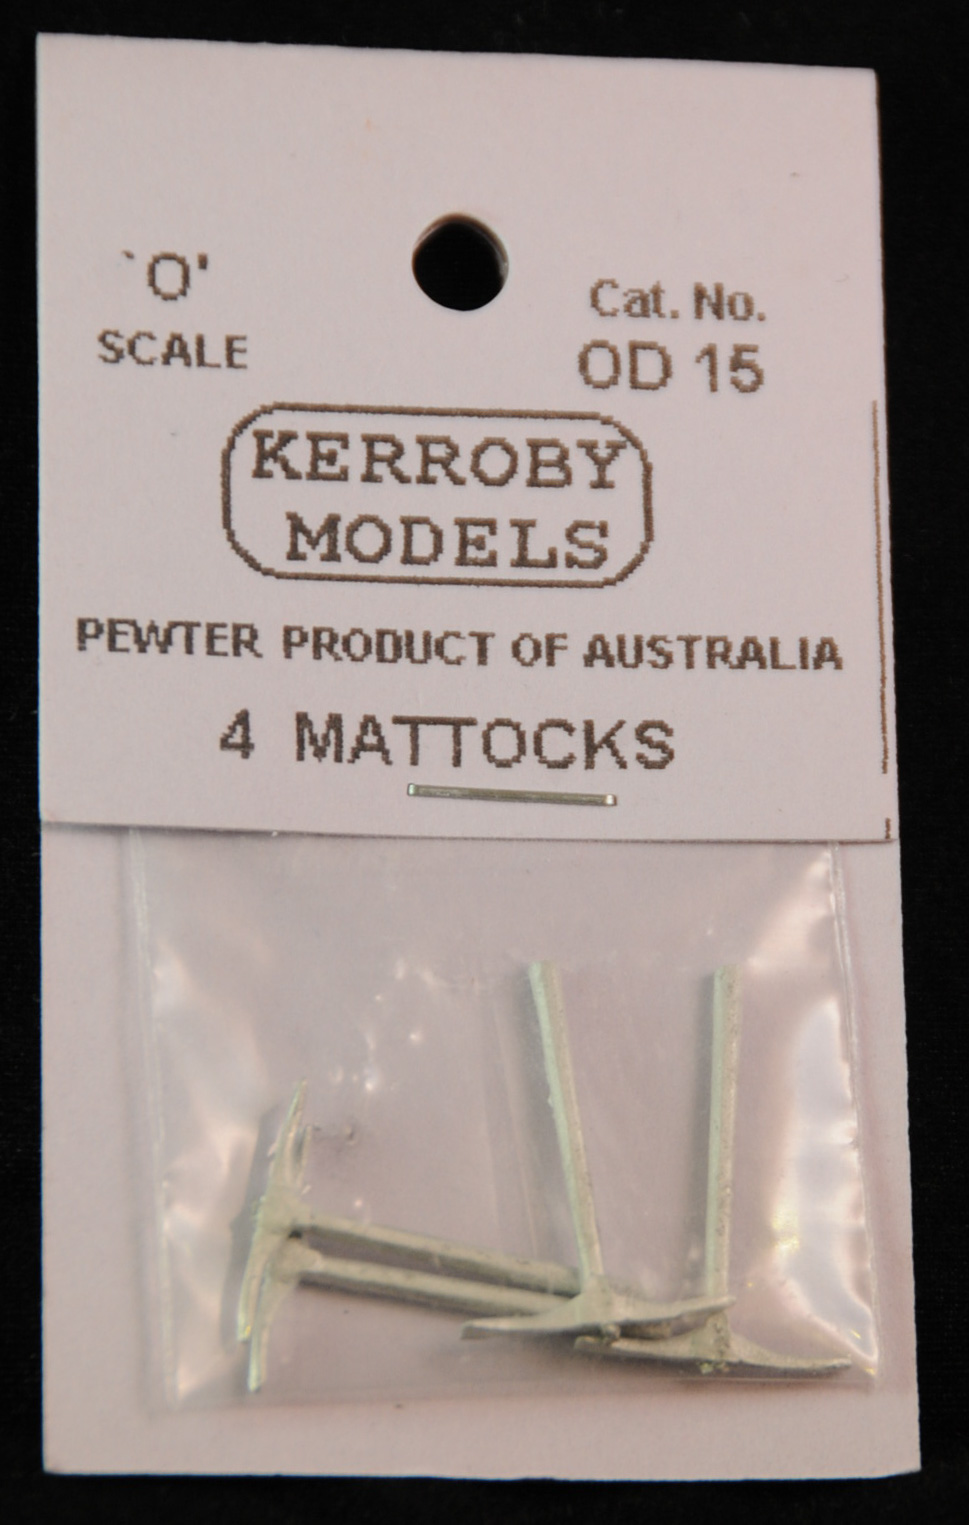 `O'
SCALE
Cat. No.
OD 15
KERROBY
MODELS
PEWTER PRODUCT OF AUSTRALIA
4 MATTOCKS